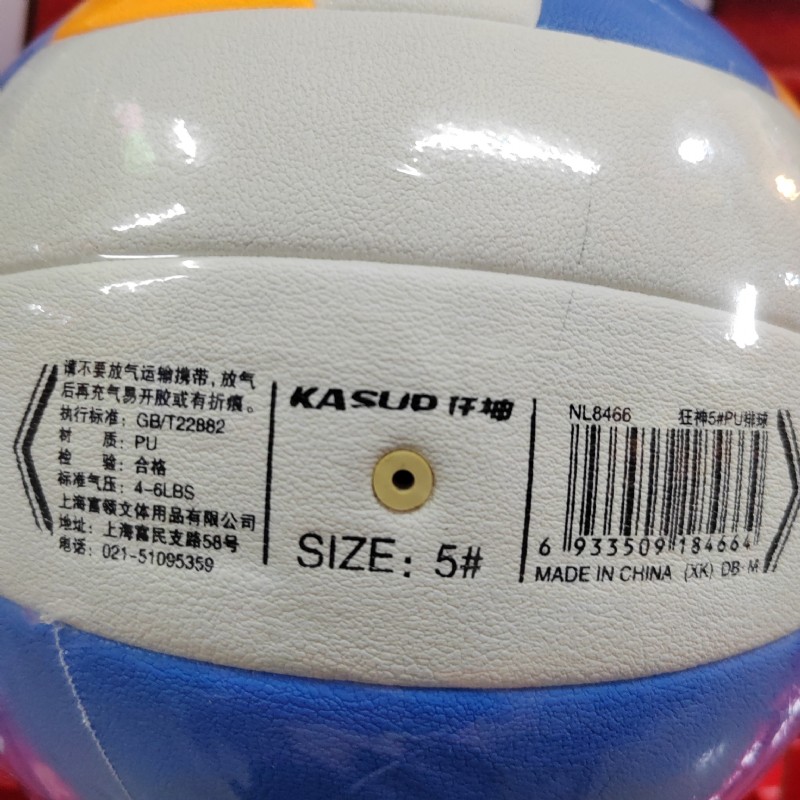 请不要放气运输携带，放气
后再充气易开胶或有折痕。
执行标准：GB/T22882
材　　质：PU
检　　验：合格
标准气压：4-6LBS
上海富领文体用品有限公司
地址：上海富民支路58号
电话：021-51095359
KASUD 仠神
SIZE：5#
NL8466 狂神5#PU排球
6 933509 184664
MADE IN CHINA (XK) DB M